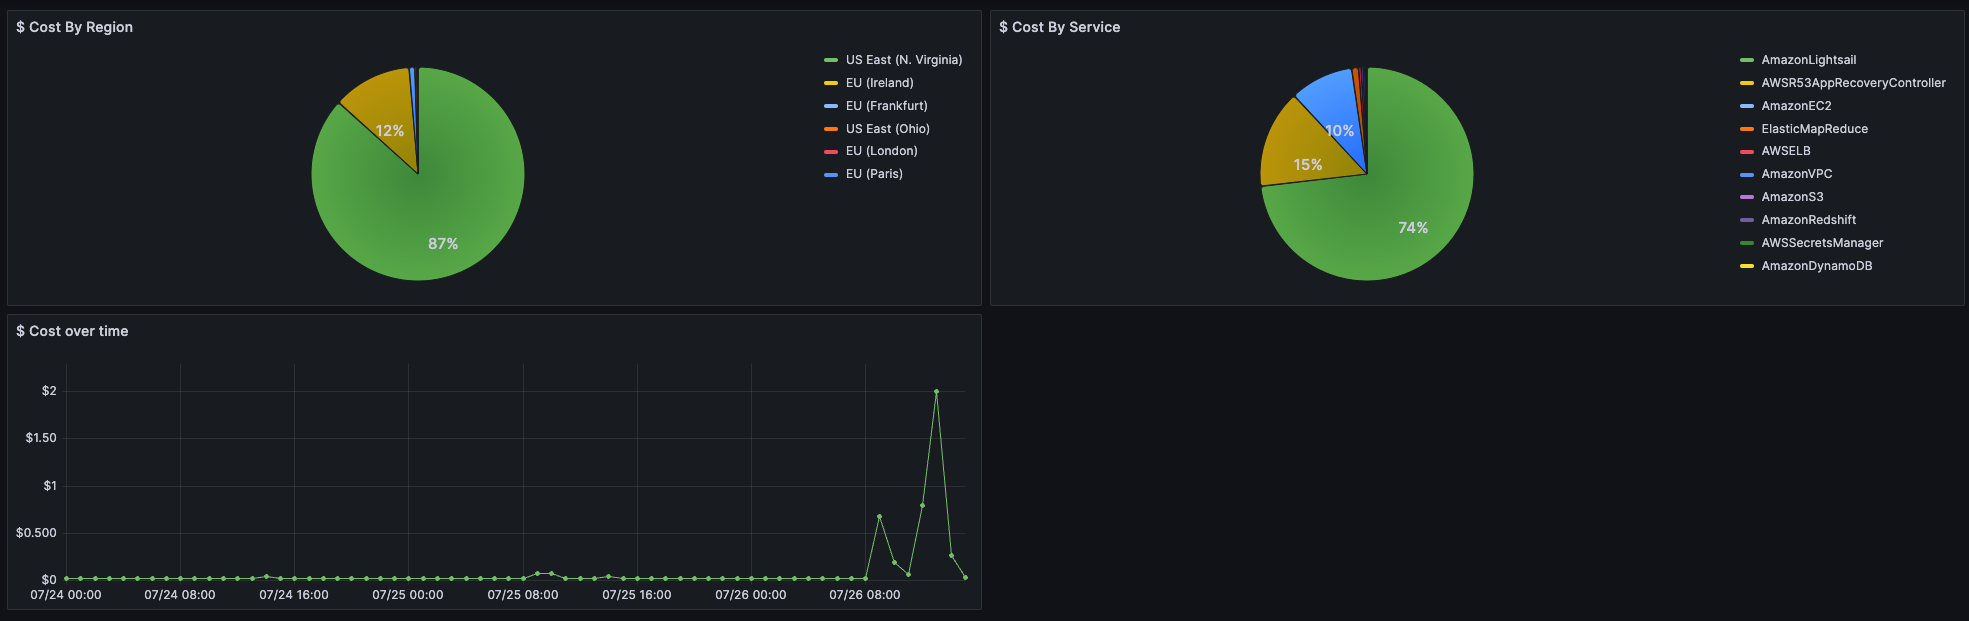 $ Cost By Region
12%
87%
US East (N. Virginia)
EU (Ireland)
EU (Frankfurt)
US East (Ohio)
EU (London)
EU (Paris)
$ Cost By Service
10%
15%
74%
AmazonLightsail
AWSR53AppRecoveryController
AmazonEC2
ElasticMapReduce
AWSELB
AmazonVPC
AmazonS3
AmazonRedshift
AWSSecretsManager
AmazonDynamoDB
$ Cost over time
$2
$1.50
$1
$0.500
$0
07/24 00:00 07/24 08:00 07/24 16:00 07/25 00:00 07/25 08:00 07/25 16:00 07/26 00:00 07/26 08:00